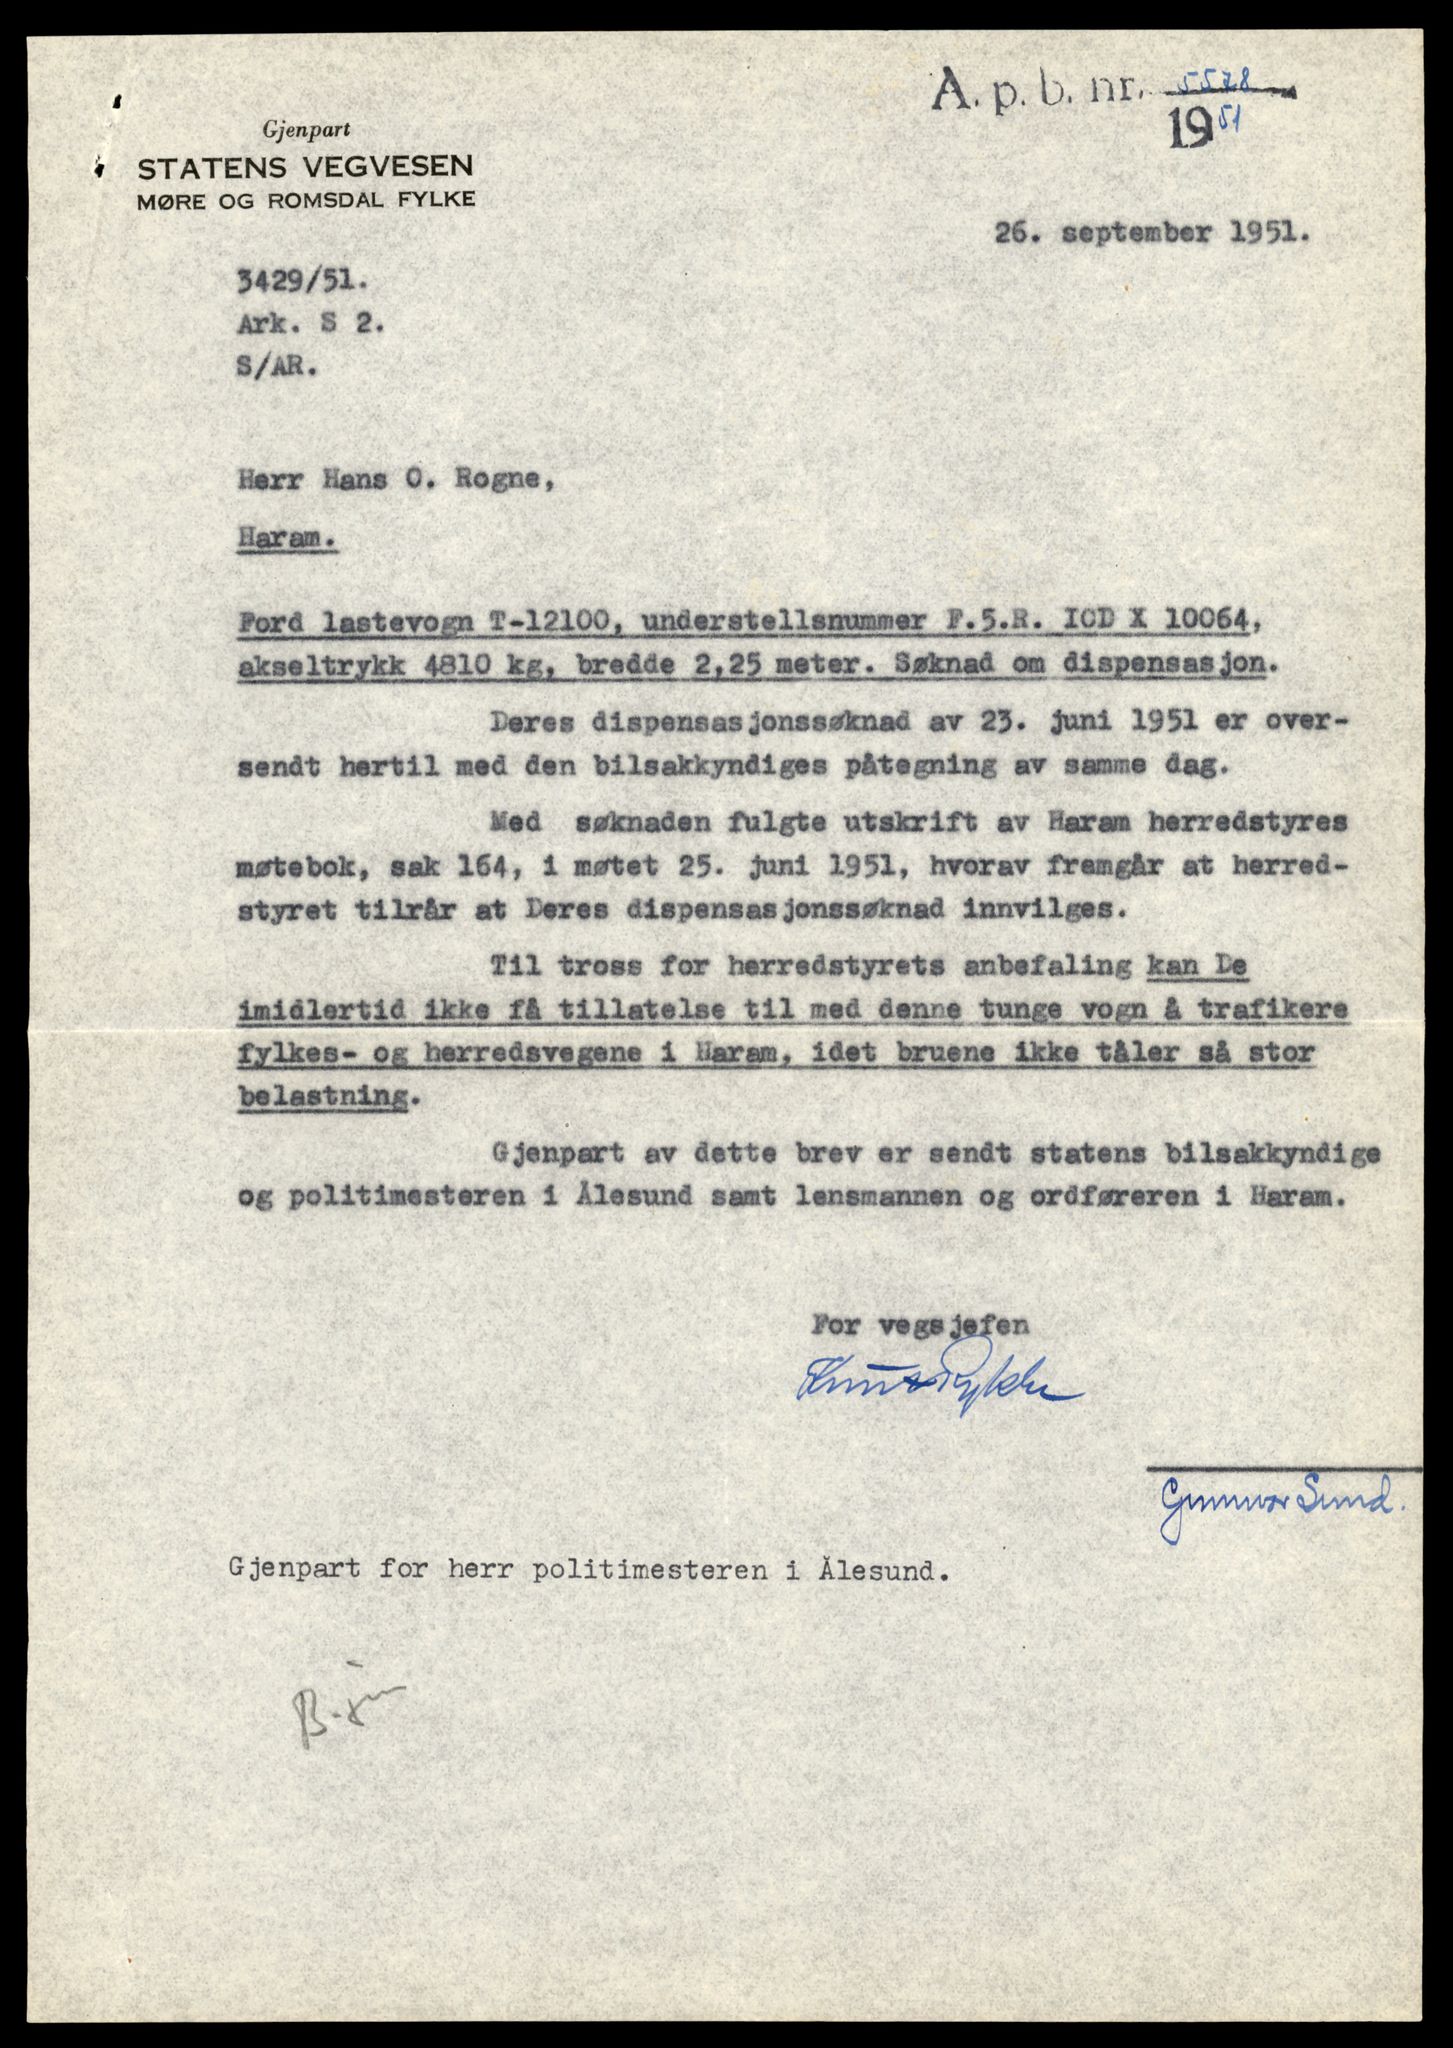 A. p. b. nr. 5578
1951
Gjenpart
STATENS VEGVESEN
MØRE OG ROMSDAL FYLKE
26. september 1951.
3429/51.
Ark. S 2.
S/AR.
Herr Hans O. Rogne,
Haram.
Ford lastevogn T-12100, understellsnummer F.5.R. IOD X 10064,
akseltrykk 4810 kg, bredde 2,25 meter. Søknad om dispensasjon.
Deres dispensasjonssøknad av 23. juni 1951 er over-
sendt hertil med den bilsakkyndiges påtegning av samme dag.
Med søknaden fulgte utskrift av Haram herredstyres
møtebok, sak 164, i møtet 25. juni 1951, hvorav fremgår at herred-
styret tilrår at Deres dispensasjonssøknad innvilges.
Til tross for herredstyrets anbefaling kan De
imidlertid ikke få tillatelse til med denne tunge vogn å trafikere
fylkes- og herredsvegene i Haram, idet bruene ikke tåler så stor
belastning.
Gjenpart av dette brev er sendt statens bilsakkyndige
og politimesteren i Ålesund samt lensmannen og ordføreren i Haram.
For vegsjefen
Gunnvor Sund.
Gjenpart for herr politimesteren i Ålesund.